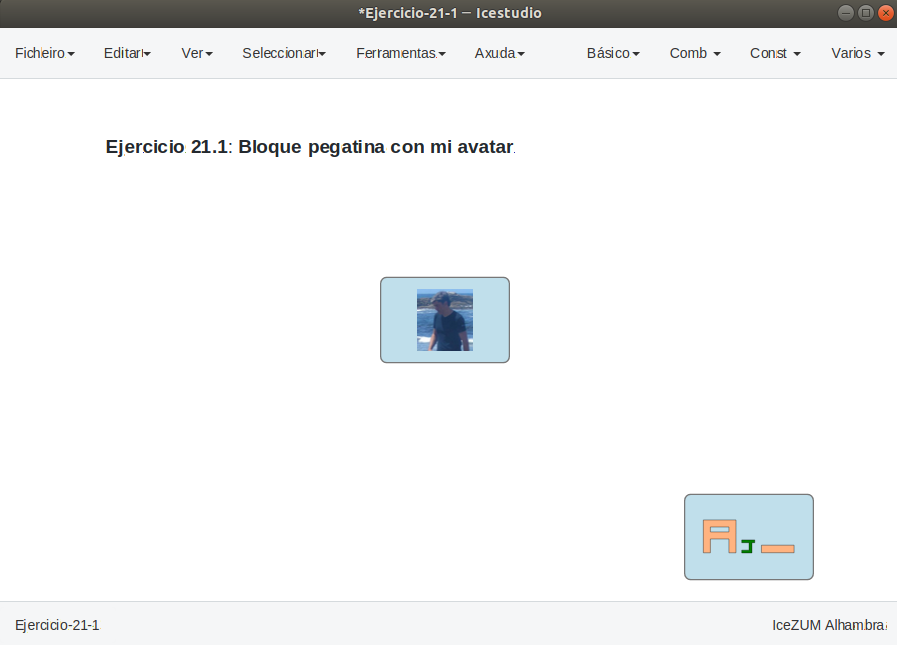 *Ejercicio-21-1 — Icestudio
Ficheiro Editar Ver Seleccionar Ferramentas Axuda Básico Comb Const Varios
Ejercicio 21.1: Bloque pegatina con mi avatar
Ejercicio-21-1 IceZUM Alhambra